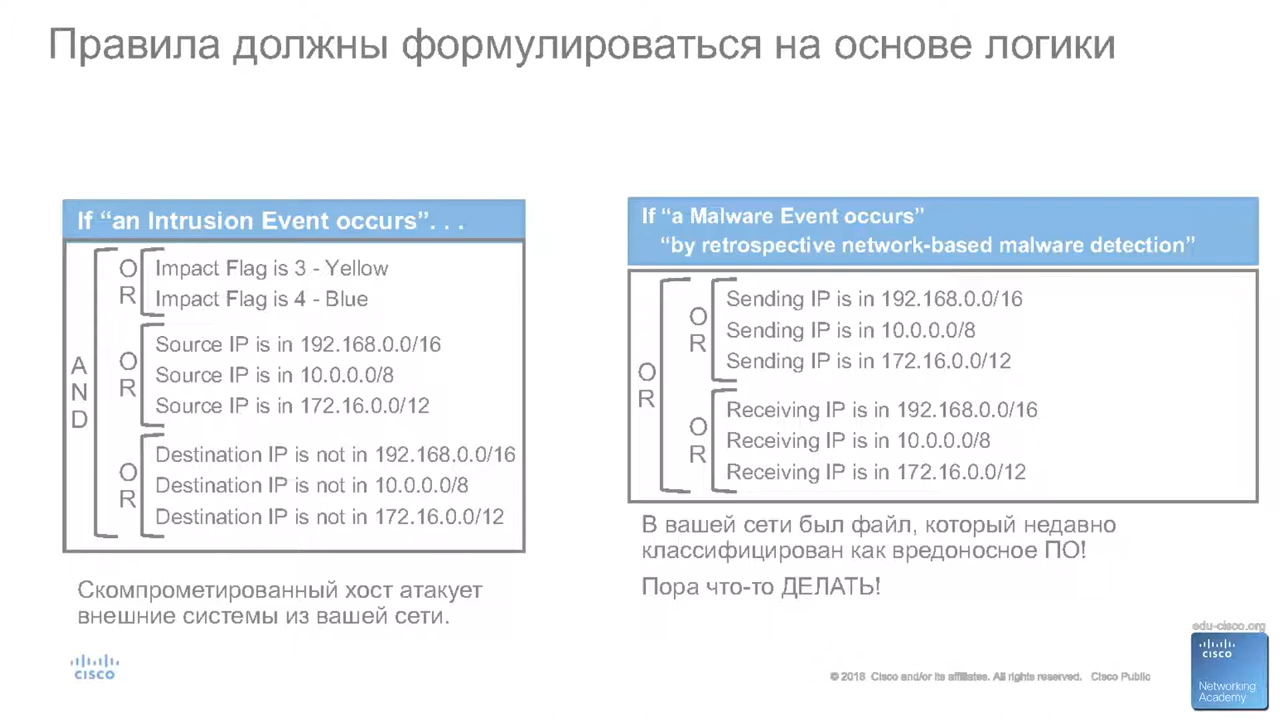 Правила должны формулироваться на основе логики
If “an Intrusion Event occurs”. . .
AND
OR
Impact Flag is 3 - Yellow
Impact Flag is 4 - Blue
OR
Source IP is in 192.168.0.0/16
Source IP is in 10.0.0.0/8
Source IP is in 172.16.0.0/12
OR
Destination IP is not in 192.168.0.0/16
Destination IP is not in 10.0.0.0/8
Destination IP is not in 172.16.0.0/12
Скомпрометированный хост атакует
внешние системы из вашей сети.
If “a Malware Event occurs”
“by retrospective network-based malware detection”
OR
OR
Sending IP is in 192.168.0.0/16
Sending IP is in 10.0.0.0/8
Sending IP is in 172.16.0.0/12
OR
Receiving IP is in 192.168.0.0/16
Receiving IP is in 10.0.0.0/8
Receiving IP is in 172.16.0.0/12
В вашей сети был файл, который недавно
классифицирован как вредоносное ПО!
Пора что-то ДЕЛАТЬ!
CISCO
© 2016 Cisco and/or its affiliates. All rights reserved. Cisco Public
edu-cisco.org
CISCO
Networking
Academy